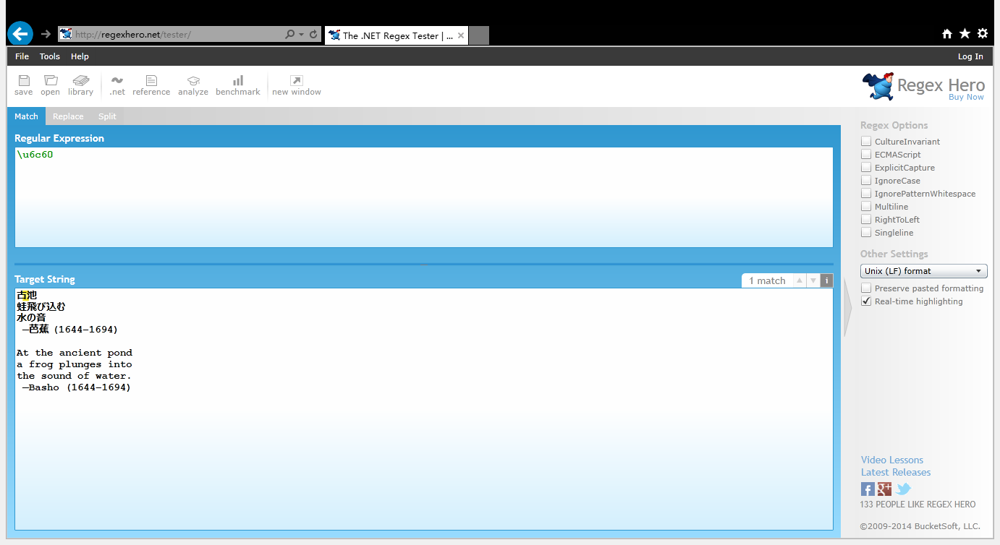 http://regexhero.net/tester/
The .NET Regex Tester | ...
File Tools Help Log In
save open library .net reference analyze benchmark new window
Regex Hero
Buy Now
Match Replace Split
Regular Expression
\u6c60
Target String
1 match
i
古池
蛙飛び込む
水の音
—芭蕉 (1644—1694)
At the ancient pond
a frog plunges into
the sound of water.
—Basho (1644—1694)
Regex Options
CultureInvariant
ECMAScript
ExplicitCapture
IgnoreCase
IgnorePatternWhitespace
Multiline
RightToLeft
Singleline
Other Settings
Unix (LF) format
Preserve pasted formatting
Real-time highlighting
Video Lessons
Latest Releases
f g+
133 PEOPLE LIKE REGEX HERO
©2009-2014 BucketSoft, LLC.